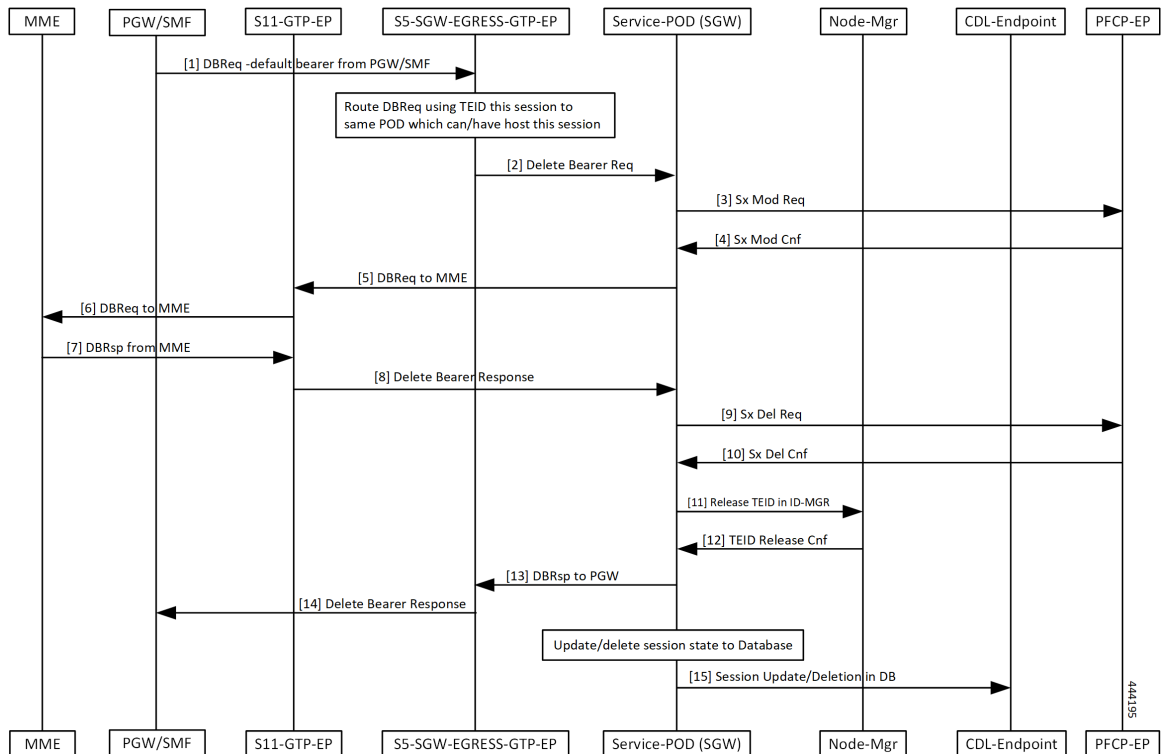 MME
PGW/SMF
S11-GTP-EP
S5-SGW-EGRESS-GTP-EP
Service-POD (SGW)
Node-Mgr
CDL-Endpoint
PFCP-EP
[1] DBReq -default bearer from PGW/SMF
Route DBReq using TEID this session to
same POD which can/have host this session
[2] Delete Bearer Req
[3] Sx Mod Req
[4] Sx Mod Cnf
[5] DBReq to MME
[6] DBReq to MME
[7] DBRsp from MME
[8] Delete Bearer Response
[9] Sx Del Req
[10] Sx Del Cnf
[11] Release TEID in ID-MGR
[12] TEID Release Cnf
[13] DBRsp to PGW
[14] Delete Bearer Response
Update/delete session state to Database
[15] Session Update/Deletion in DB
444195
MME
PGW/SMF
S11-GTP-EP
S5-SGW-EGRESS-GTP-EP
Service-POD (SGW)
Node-Mgr
CDL-Endpoint
PFCP-EP